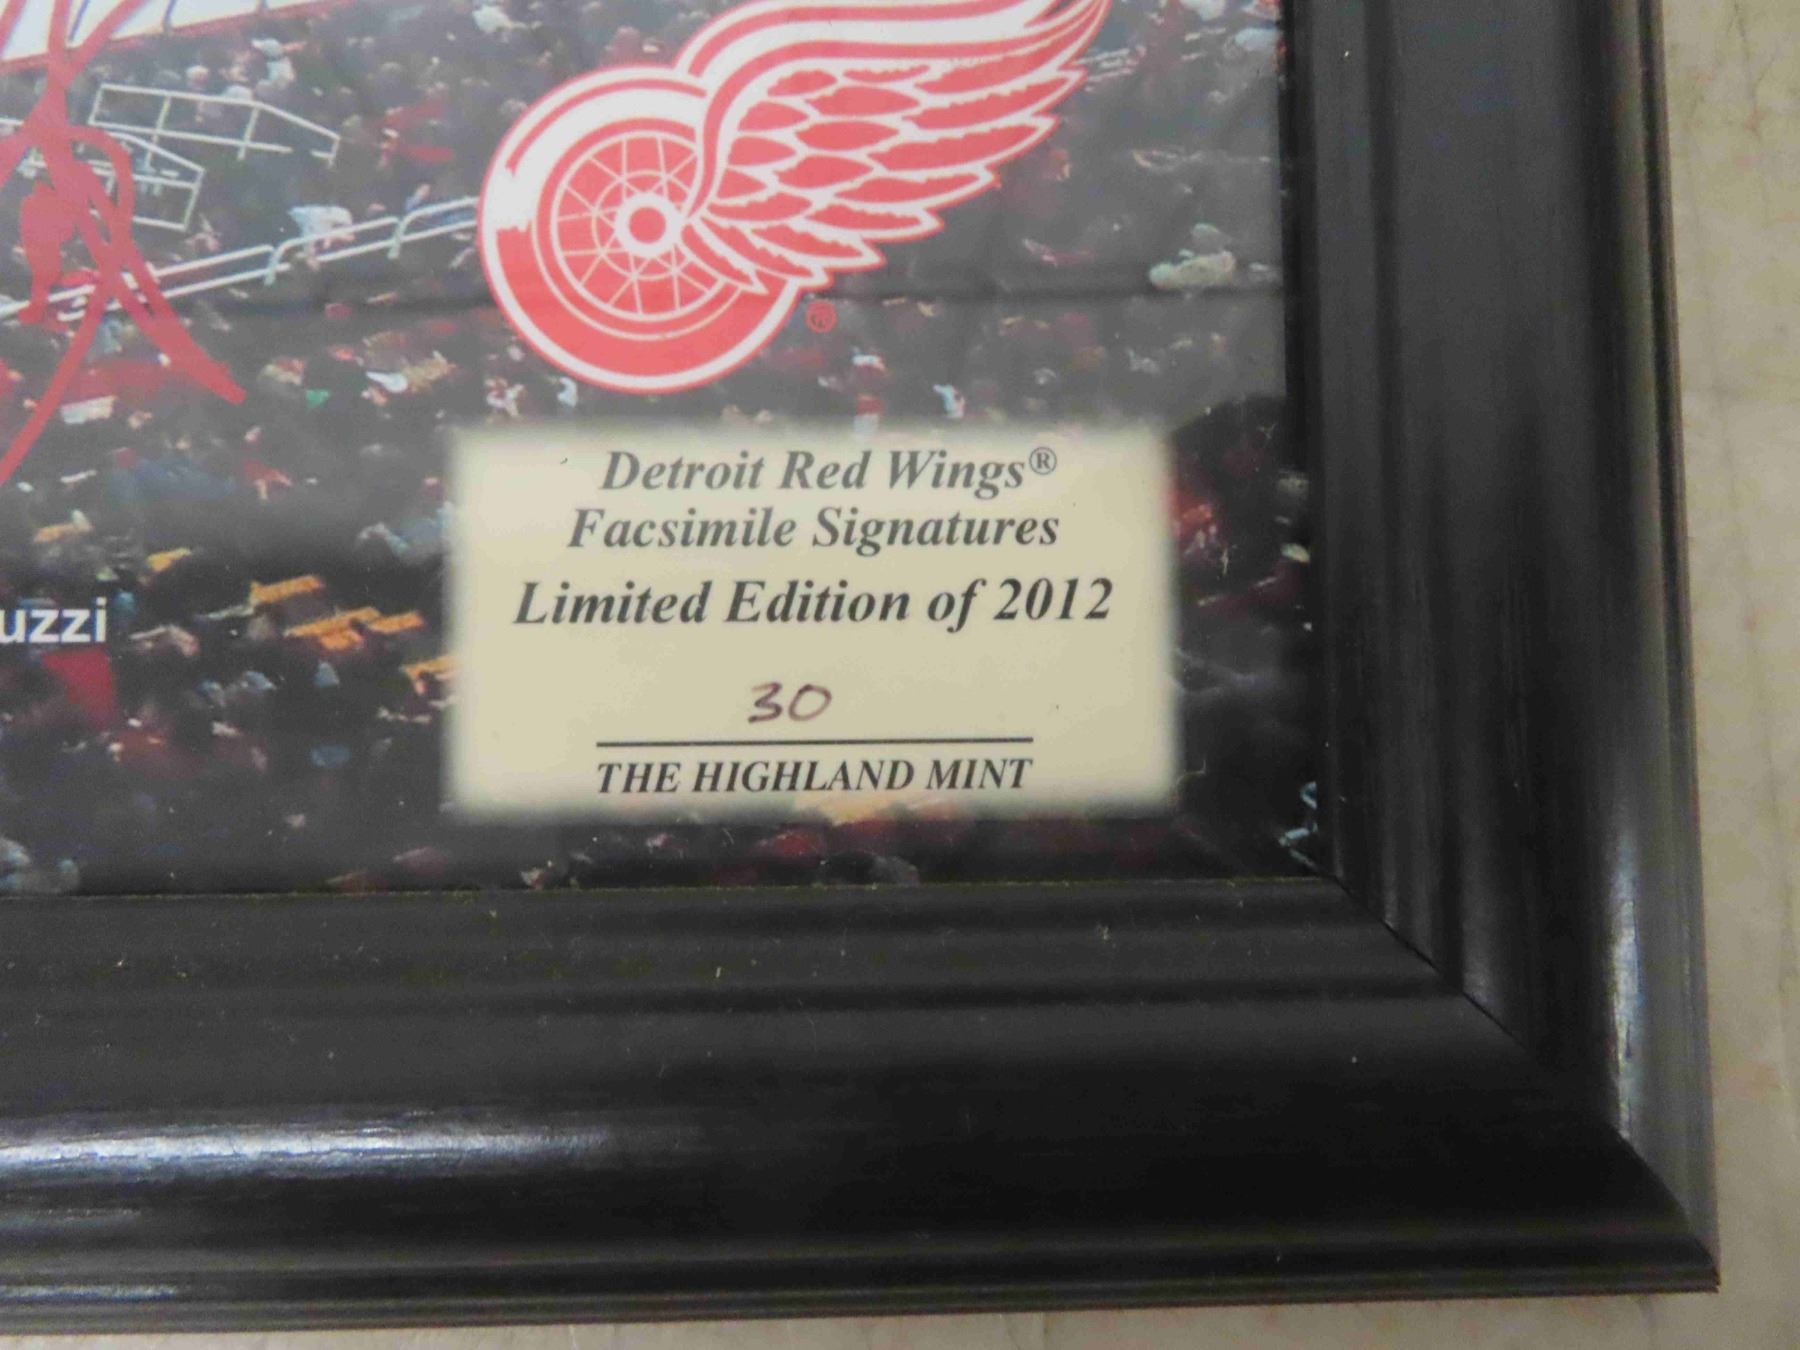 Detroit Red Wings®
Facsimile Signatures
Limited Edition of 2012
uzzi
30
THE HIGHLAND MINT